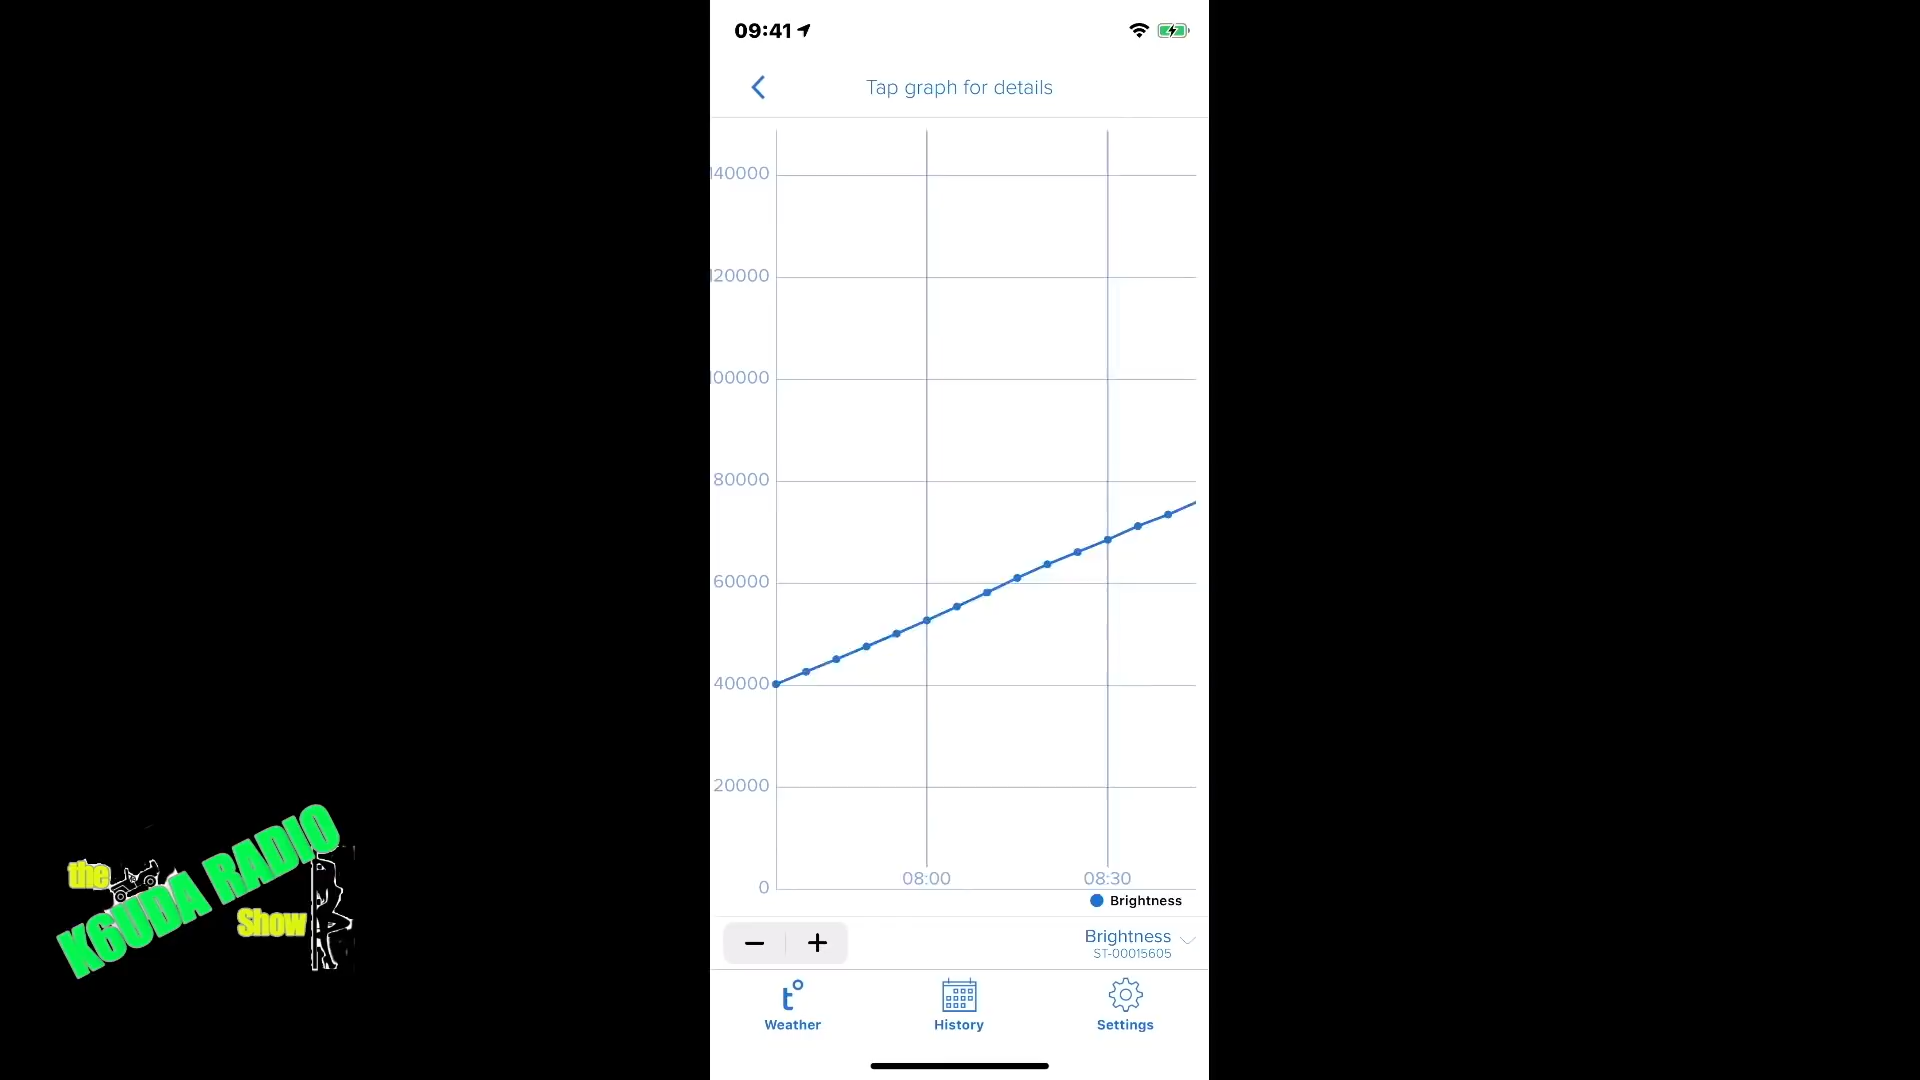 09:41
Tap graph for details
140000
120000
100000
80000
60000
40000
20000
0
08:00
08:30
Brightness
Brightness
ST-00015605
Weather
History
Settings
the
K6UDA RADIO
Show